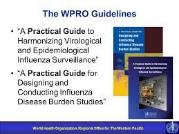 The WPRO Guidelines
• "A Practical Guide to
Harmonizing Virological
and Epidemiological
Influenza Surveillance"
• "A Practical Guide for
Designing and
Conducting Influenza
Disease Burden Studies"
World Health Organization, Regional Office for The Western Pacific